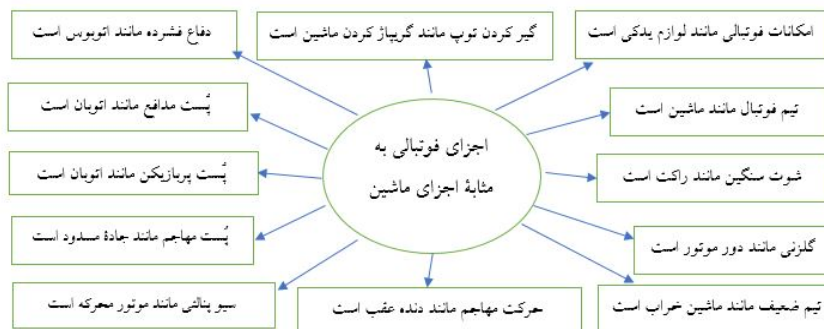 امکانات فوتبالی مانند لوازم یدکی است
گیر کردن توپ مانند گریپاژ کردن ماشین است
دفاع فشرده مانند اتوبوس است
تیم فوتبال مانند ماشین است
پُست مدافع مانند اتوبان است
اجزای فوتبالی به
مثابهٔ اجزای ماشین
شوت سنگین مانند راکت است
پُست پربازیکن مانند اتوبان است
گلزنی مانند دور موتور است
پُست مهاجم مانند جادهٔ مسدود است
تیم ضعیف مانند ماشین خراب است
حرکت مهاجم مانند دنده عقب است
سیو پنالتی مانند موتور محرکه است